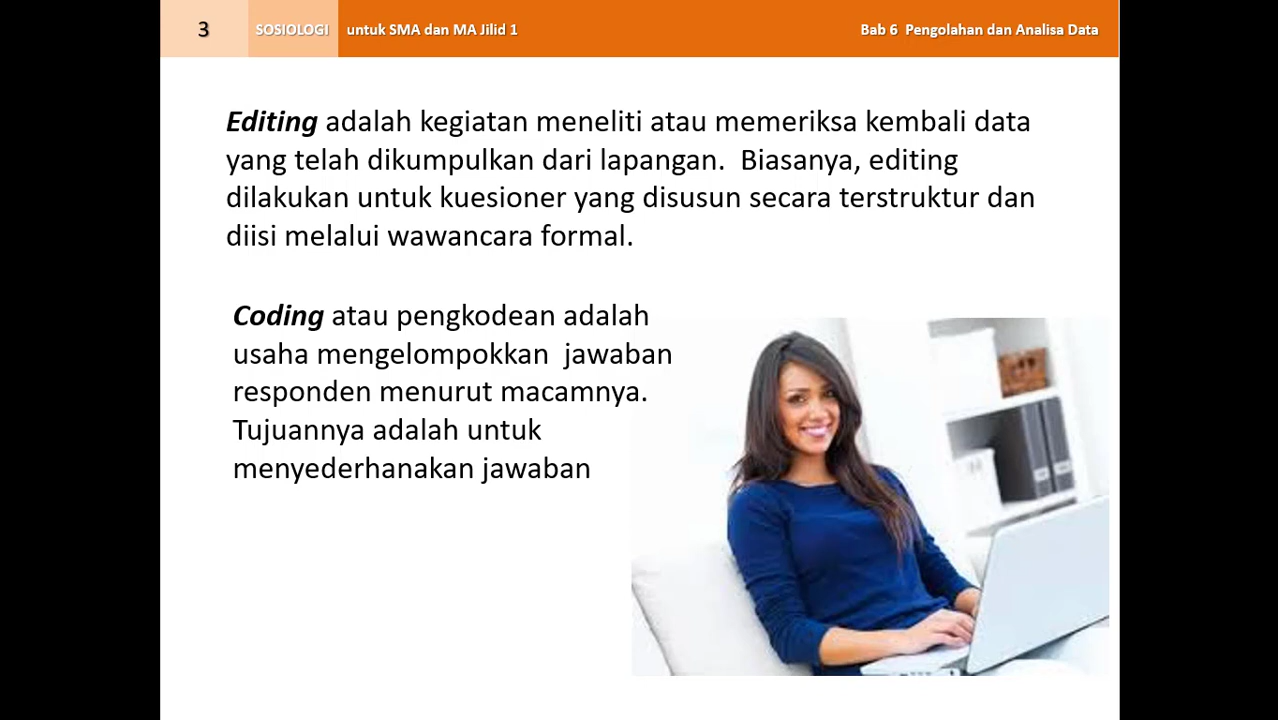 3 SOSIOLOGI untuk SMA dan MA Jilid 1 Bab 6 Pengolahan dan Analisa Data
Editing adalah kegiatan meneliti atau memeriksa kembali data
yang telah dikumpulkan dari lapangan. Biasanya, editing
dilakukan untuk kuesioner yang disusun secara terstruktur dan
diisi melalui wawancara formal.
Coding atau pengkodean adalah
usaha mengelompokkan jawaban
responden menurut macamnya.
Tujuannya adalah untuk
menyederhanakan jawaban